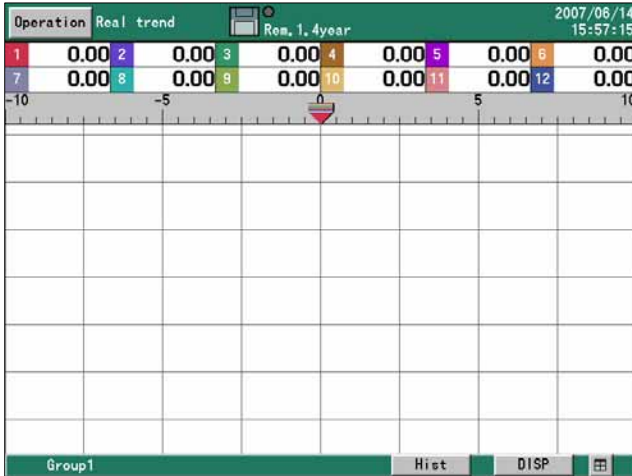 Operation Real trend Rem.1.4year 2007/06/14
15:57:15
1 0.00 2 0.00 3 0.00 4 0.00 5 0.00 6 0.00
7 0.00 8 0.00 9 0.00 10 0.00 11 0.00 12 0.00
-10 -5 0 5 10
Group1 Hist DISP